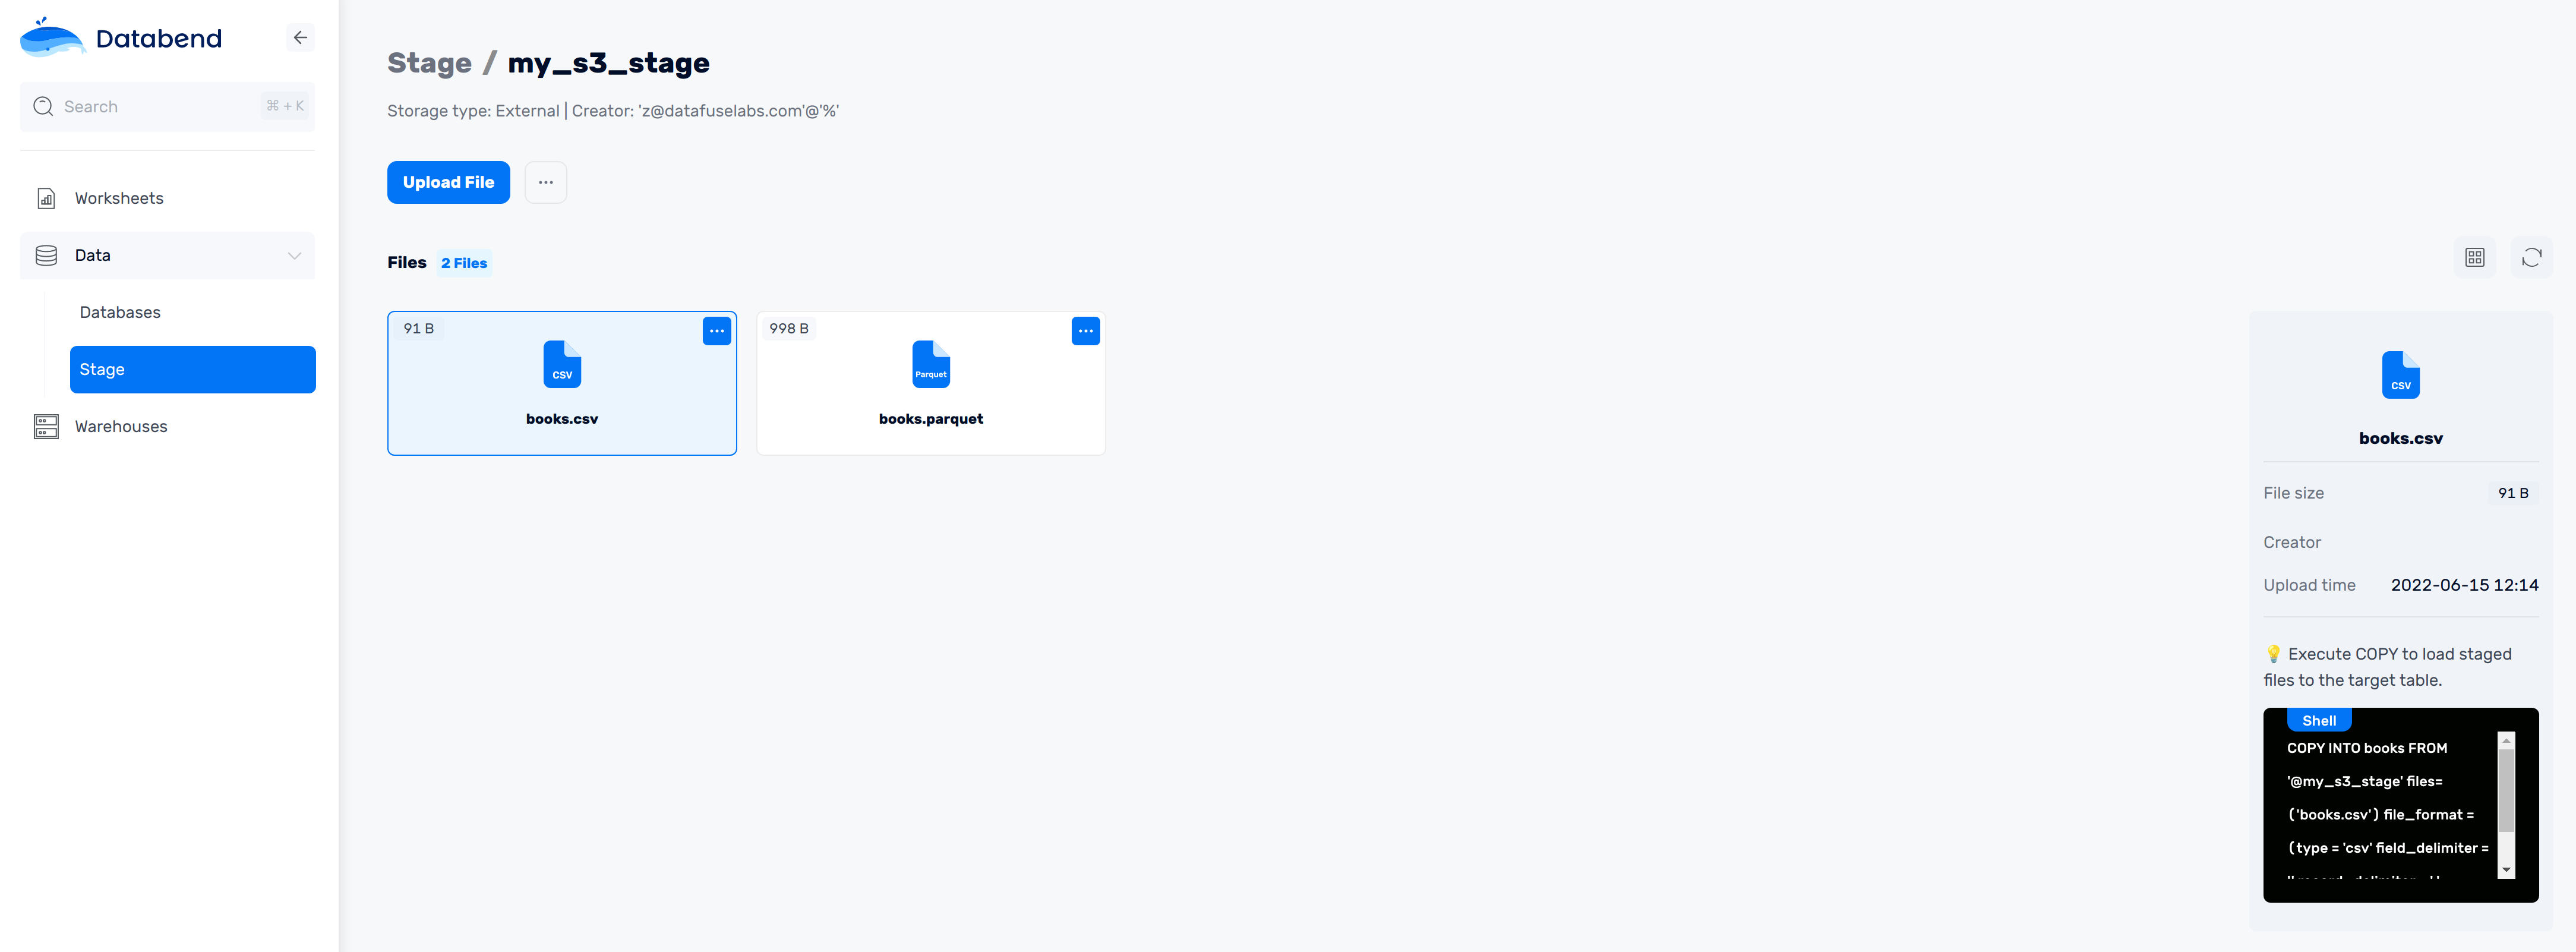 Databend
Search
⌘ + K
Worksheets
Data
Databases
Stage
Warehouses
Stage / my_s3_stage
Storage type: External | Creator: 'z@datafuselabs.com'@'%'
Upload File
...
Files 2 Files
91 B
...
CSV
books.csv
998 B
...
Parquet
books.parquet
CSV
books.csv
File size 91 B
Creator
Upload time 2022-06-15 12:14
💡 Execute COPY to load staged
files to the target table.
Shell
COPY INTO books FROM
'@my_s3_stage' files=
('books.csv') file_format =
(type = 'csv' field_delimiter =